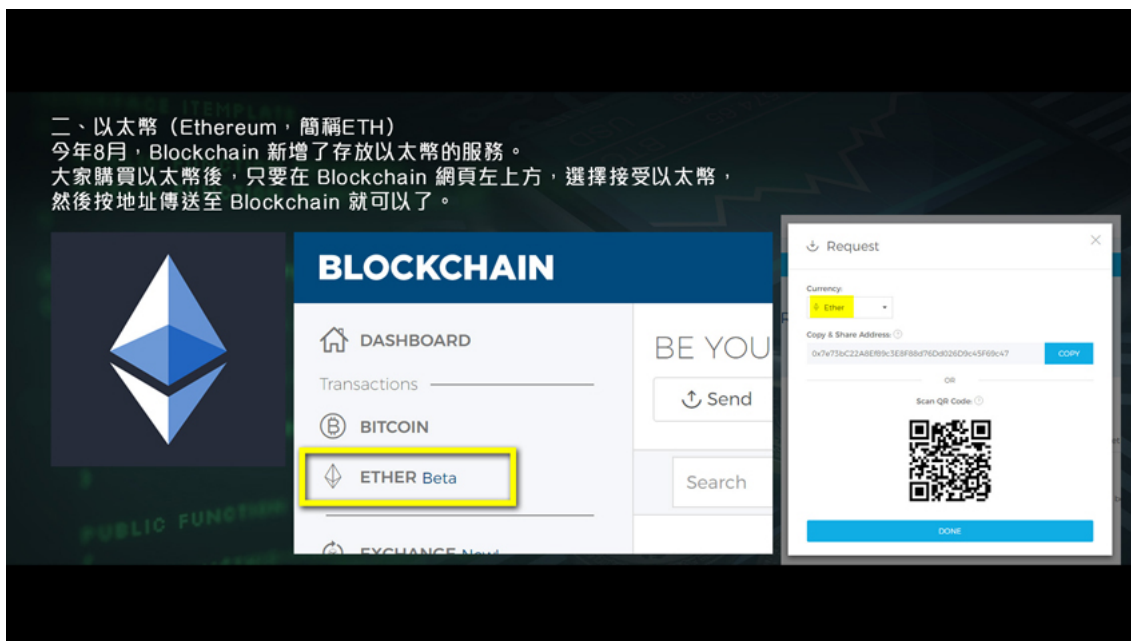 二、以太幣（Ethereum，簡稱ETH）
今年8月，Blockchain 新增了存放以太幣的服務。
大家購買以太幣後，只要在 Blockchain 網頁左上方，選擇接受以太幣，
然後按地址傳送至 Blockchain 就可以了。
BLOCKCHAIN
DASHBOARD
Transactions
BITCOIN
ETHER Beta
EXCHANGE New!
BE YOU
Send
Search
Request
Currency:
Ether
Copy & Share Address:
COPY
OR
Scan QR Code:
DONE
PUBLIC FUNCTION